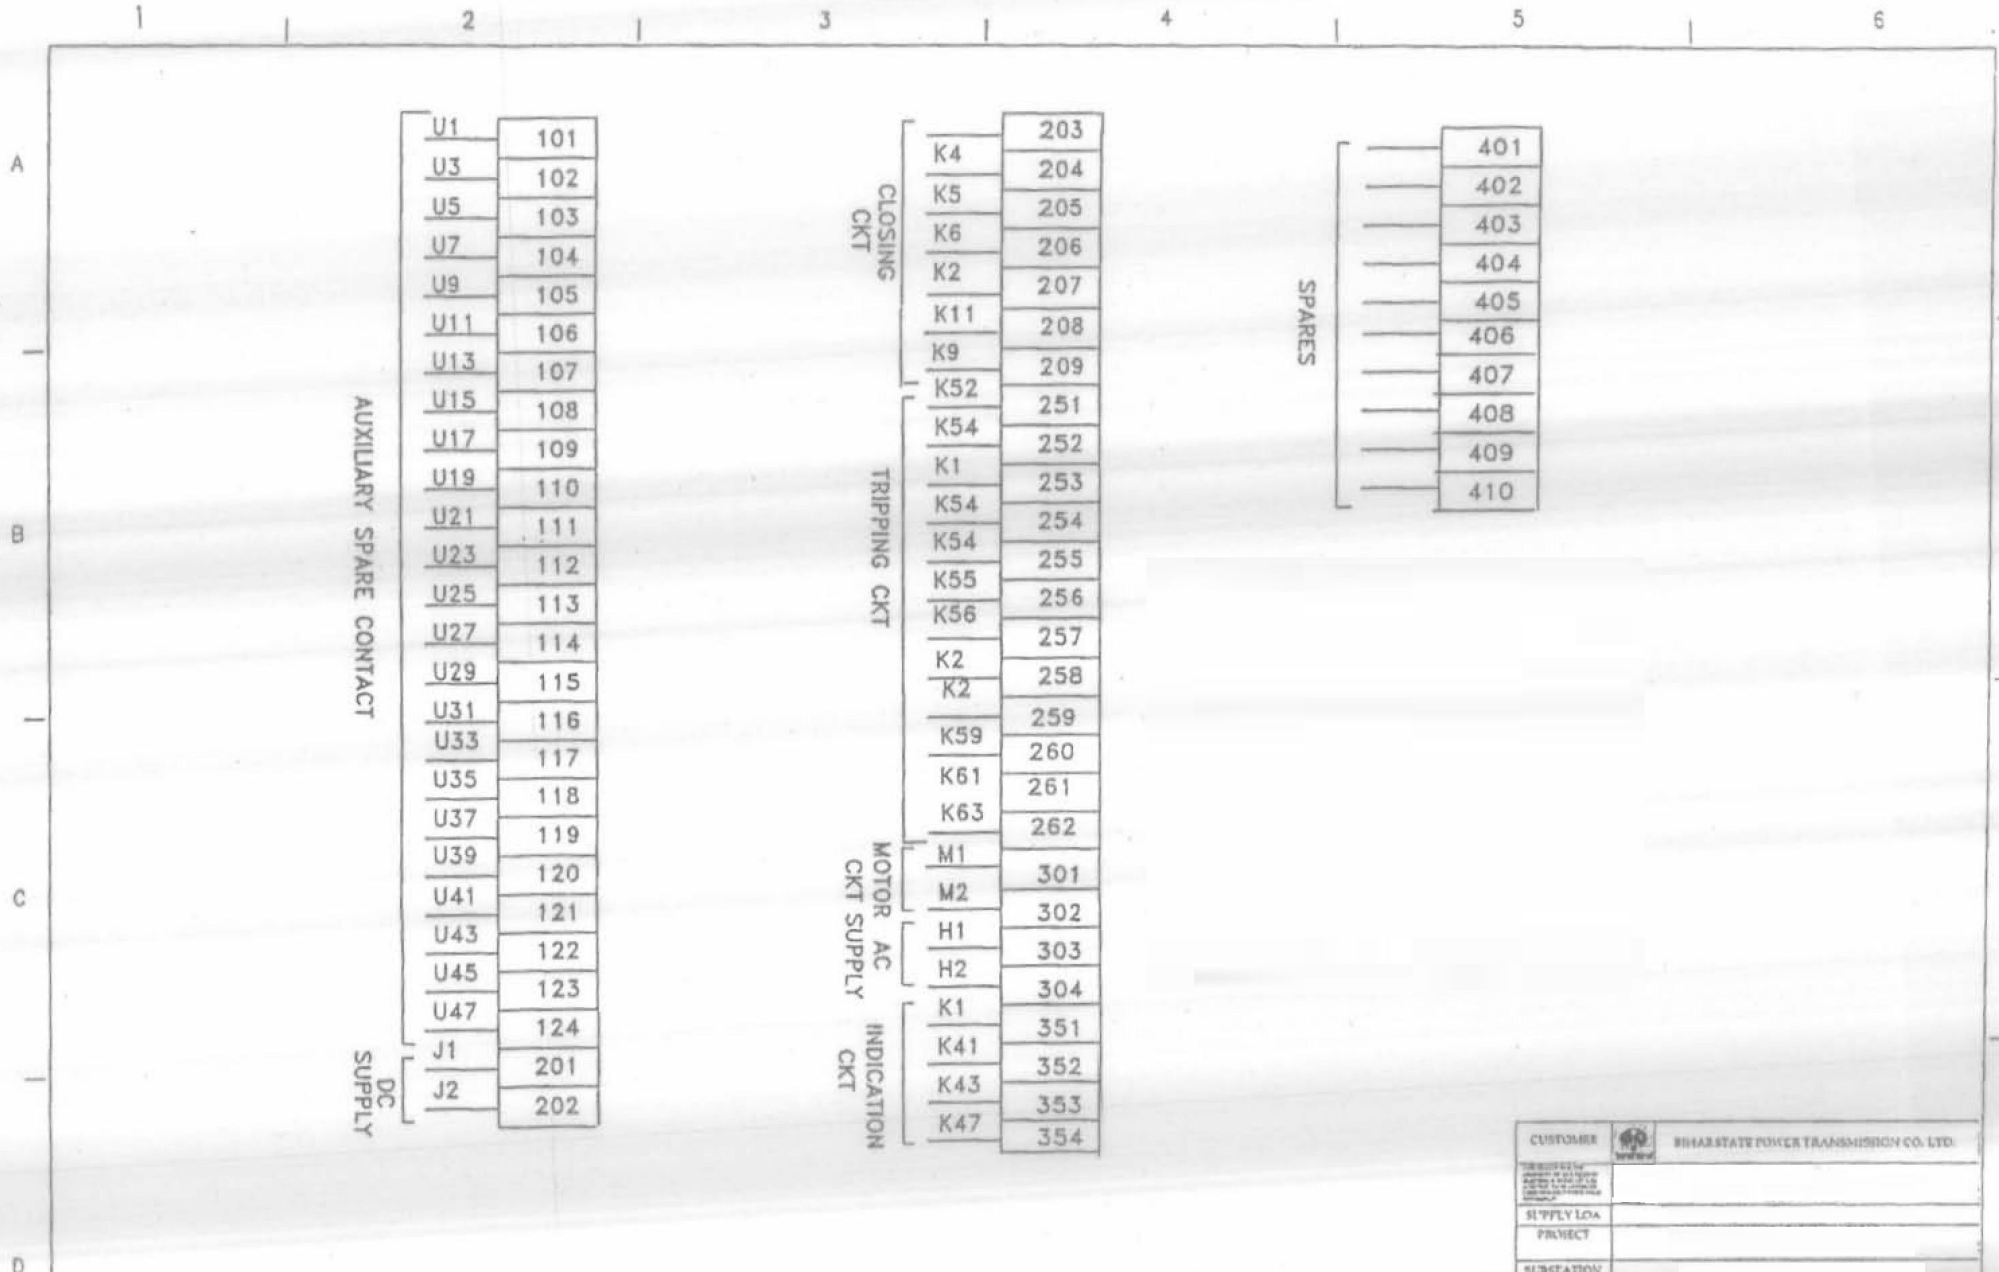 1 2 3 4 5 6
A
B
C
D
AUXILIARY SPARE CONTACT
U1 101
U3 102
U5 103
U7 104
U9 105
U11 106
U13 107
U15 108
U17 109
U19 110
U21 111
U23 112
U25 113
U27 114
U29 115
U31 116
U33 117
U35 118
U37 119
U39 120
U41 121
U43 122
U45 123
U47 124
DC
SUPPLY
J1 201
J2 202
CLOSING
CKT
203
K4 204
K5 205
K6 206
K2 207
K11 208
K9 209
TRIPPING CKT
K52 251
K54 252
K1 253
K54 254
K54 255
K55 256
K56 257
K2 258
K2 259
K59 260
K61 261
K63 262
MOTOR
CKT
M1 301
M2 302
AC
SUPPLY
H1 303
H2 304
INDICATION
CKT
K1 351
K41 352
K43 353
K47 354
SPARES
401
402
403
404
405
406
407
408
409
410
CUSTOMER BIHAR STATE POWER TRANSMISSION CO. LTD.
SUPPLY LOA
PROJECT
SUBSTATION